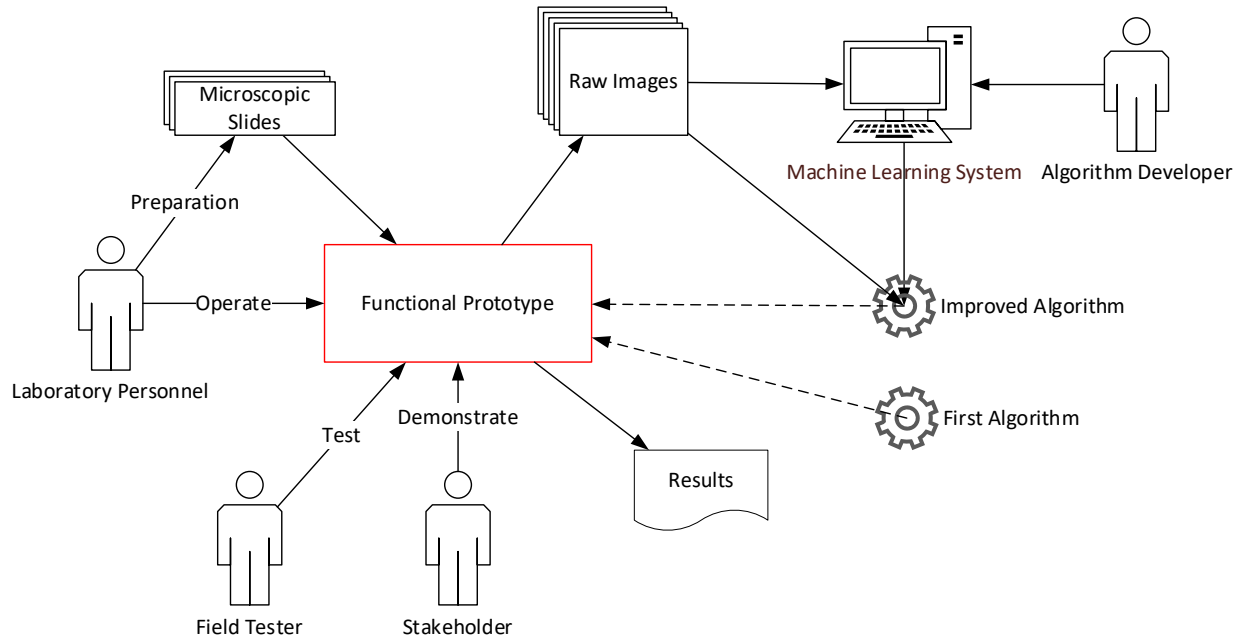 Microscopic
Slides
Raw Images
Machine Learning System
Algorithm Developer
Preparation
Operate
Functional Prototype
Improved Algorithm
Laboratory Personnel
Demonstrate
First Algorithm
Test
Results
Field Tester
Stakeholder